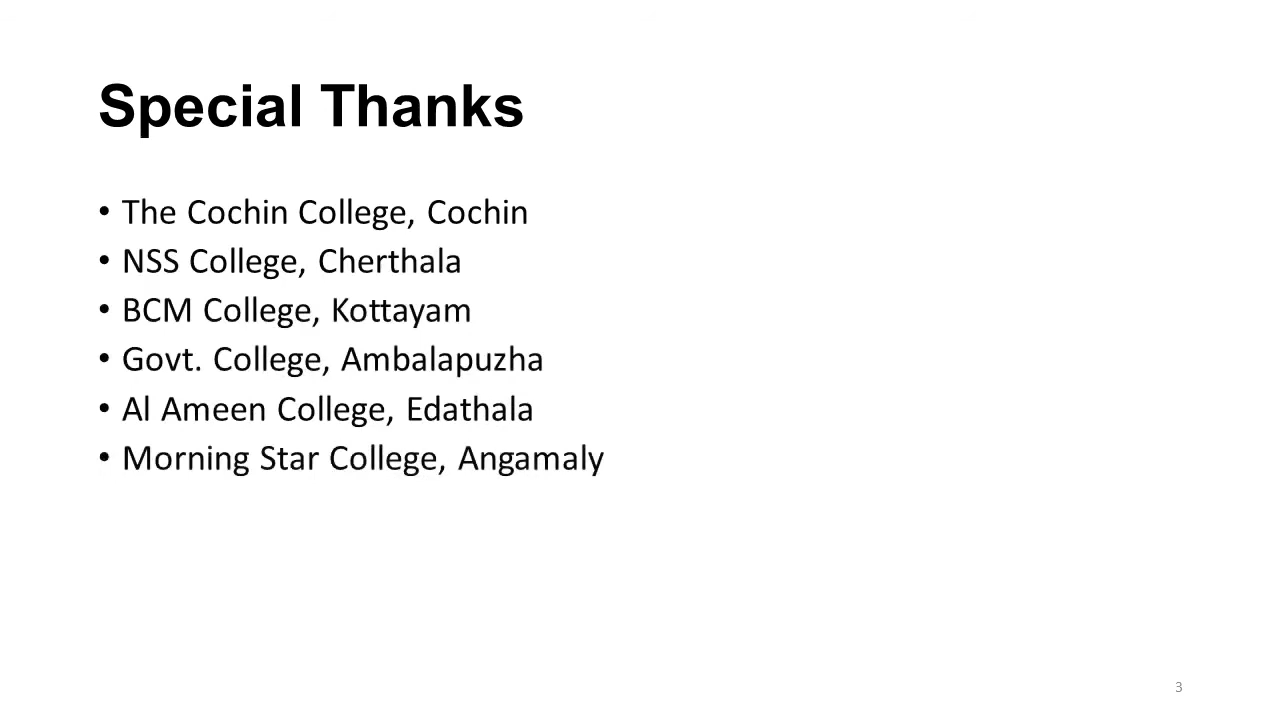 Special Thanks
• The Cochin College, Cochin
• NSS College, Cherthala
• BCM College, Kottayam
• Govt. College, Ambalapuzha
• Al Ameen College, Edathala
• Morning Star College, Angamaly
3